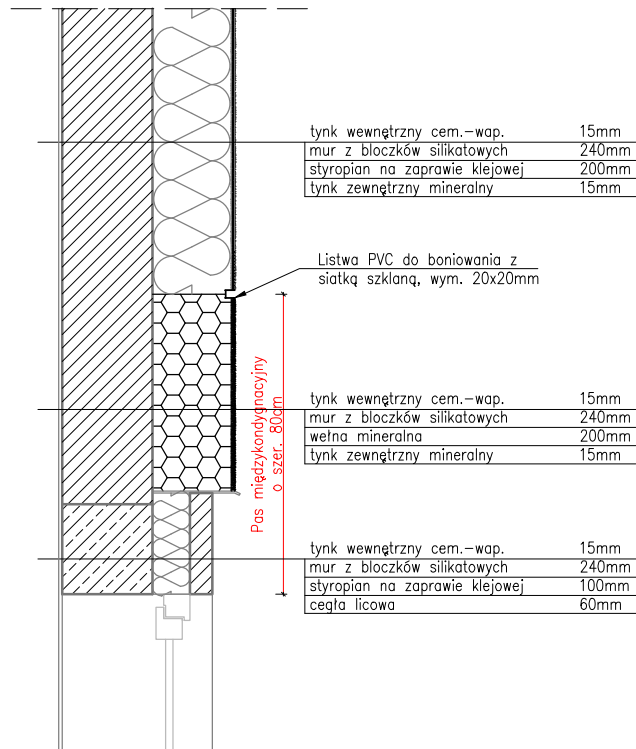 tynk wewnętrzny cem.-wap. 15mm
mur z bloczków silikatowych 240mm
styropian na zaprawie klejowej 200mm
tynk zewnętrzny mineralny 15mm
Listwa PVC do boniowania z
siatką szklaną, wym. 20x20mm
Pas międzykondygnacyjny
o szer. 80cm
tynk wewnętrzny cem.-wap. 15mm
mur z bloczków silikatowych 240mm
wełna mineralna 200mm
tynk zewnętrzny mineralny 15mm
tynk wewnętrzny cem.-wap. 15mm
mur z bloczków silikatowych 240mm
styropian na zaprawie klejowej 100mm
cegła licowa 60mm